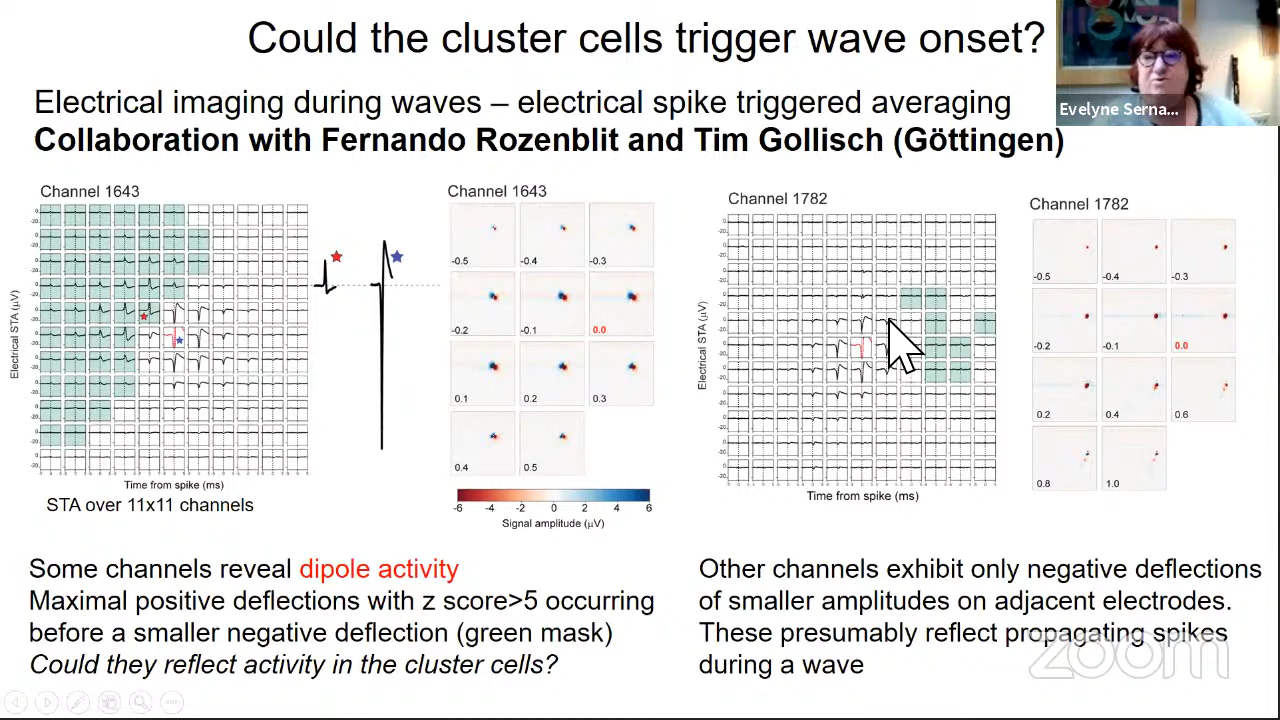 Could the cluster cells trigger wave onset?
Evelyne Serna...
Electrical imaging during waves – electrical spike triggered averaging
Collaboration with Fernando Rozenblit and Tim Gollisch (Göttingen)
Channel 1643
Electrical STA (μV)
Time from spike (ms)
STA over 11x11 channels
Channel 1643
-0.5 -0.4 -0.3
-0.2 -0.1 0.0
0.1 0.2 0.3
0.4 0.5
-6 -4 -2 0 2 4 6
Signal amplitude (μV)
Channel 1782
Electrical STA (μV)
Time from spike (ms)
Channel 1782
-0.5 -0.4 -0.3
-0.2 -0.1 0.0
0.2 0.4 0.6
0.8 1.0
Some channels reveal dipole activity
Maximal positive deflections with z score>5 occurring
before a smaller negative deflection (green mask)
Could they reflect activity in the cluster cells?
Other channels exhibit only negative deflections
of smaller amplitudes on adjacent electrodes.
These presumably reflect propagating spikes
during a wave
zoom